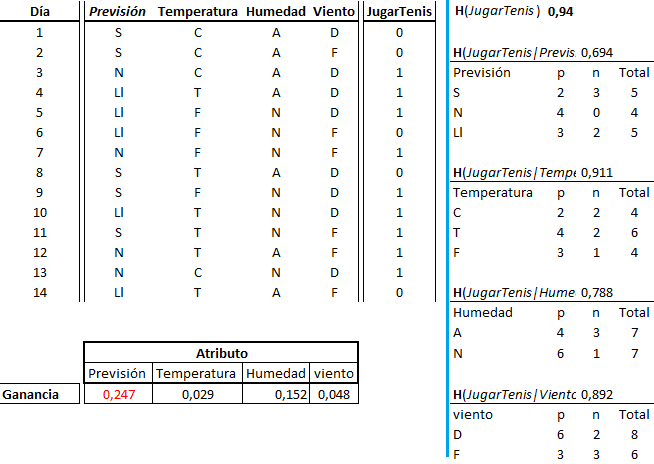 Día Previsión Temperatura Humedad Viento JugarTenis
1 S C A D 0
2 S C A F 0
3 N C A D 1
4 Ll T A D 1
5 Ll F N D 1
6 Ll F N F 0
7 N F N F 1
8 S T A D 0
9 S F N D 1
10 Ll T N D 1
11 S T N F 1
12 N T A F 1
13 N C N D 1
14 Ll T A F 0
Atributo
Previsión Temperatura Humedad viento
Ganancia 0,247 0,029 0,152 0,048
H(JugarTenis) 0,94
H(JugarTenis|Previs 0,694
Previsión p n Total
S 2 3 5
N 4 0 4
Ll 3 2 5
H(JugarTenis|Tempe 0,911
Temperatura p n Total
C 2 2 4
T 4 2 6
F 3 1 4
H(JugarTenis|Hume 0,788
Humedad p n Total
A 4 3 7
N 6 1 7
H(JugarTenis|Viento 0,892
viento p n Total
D 6 2 8
F 3 3 6